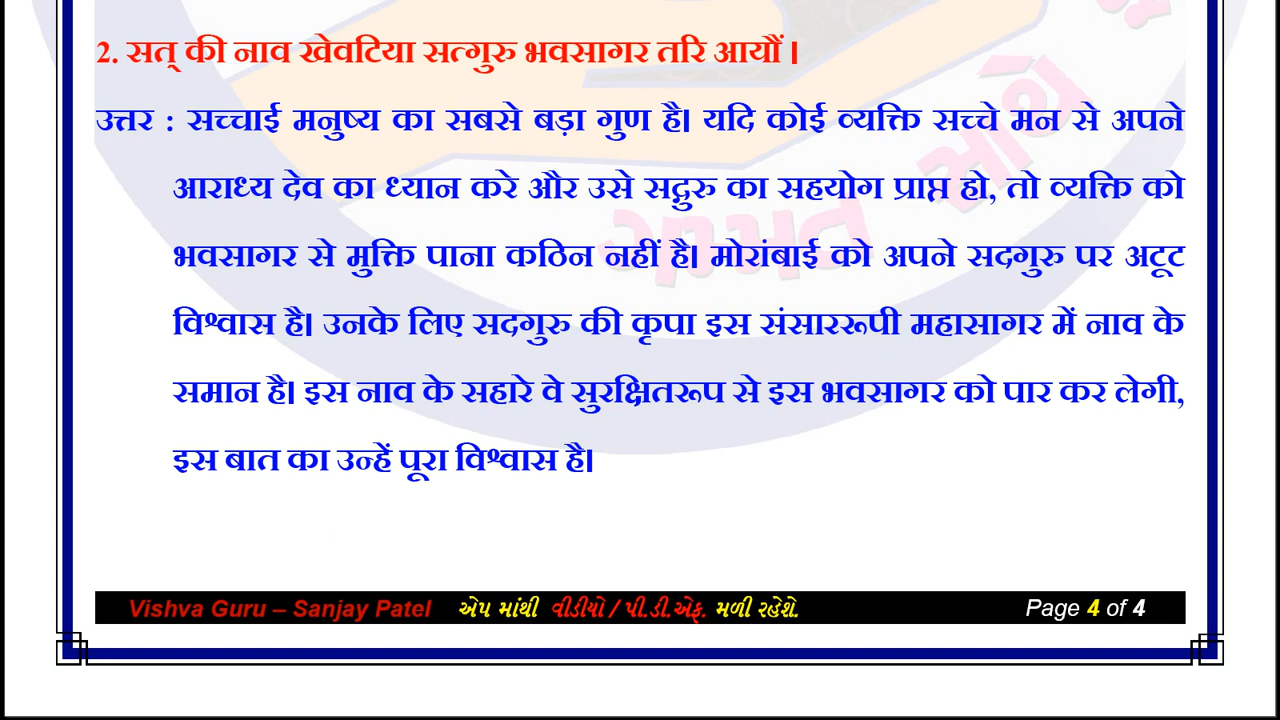 2. सत् की नाव खेवटिया सत्गुरु भवसागर तरि आयौं ।
उत्तर : सच्चाई मनुष्य का सबसे बड़ा गुण है। यदि कोई व्यक्ति सच्चे मन से अपने
आराध्य देव का ध्यान करे और उसे सद्गुरु का सहयोग प्राप्त हो, तो व्यक्ति को
भवसागर से मुक्ति पाना कठिन नहीं है। मोरांबाई को अपने सदगुरु पर अटूट
विश्वास है। उनके लिए सदगुरु की कृपा इस संसाररूपी महासागर में नाव के
समान है। इस नाव के सहारे वे सुरक्षितरूप से इस भवसागर को पार कर लेगी,
इस बात का उन्हें पूरा विश्वास है।
ગમ્મત સાથે
Vishva Guru – Sanjay Patel એપ માંથી વીડીયો / પી.ડી.એફ. મળી રહેશે. Page 4 of 4